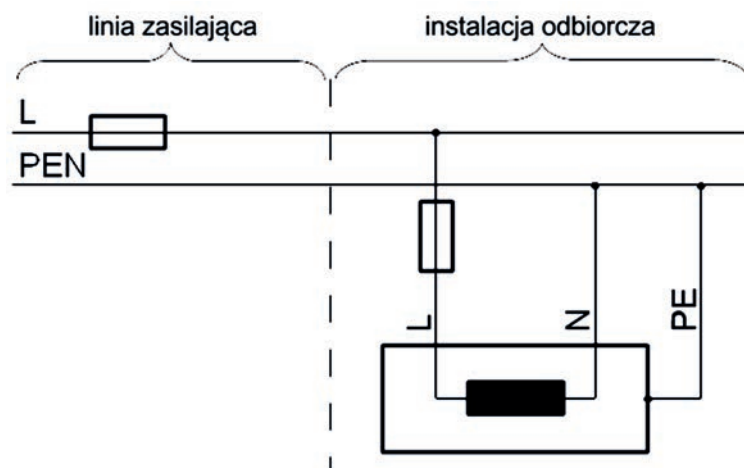 linia zasilająca
instalacja odbiorcza
L
PEN
L
N
PE